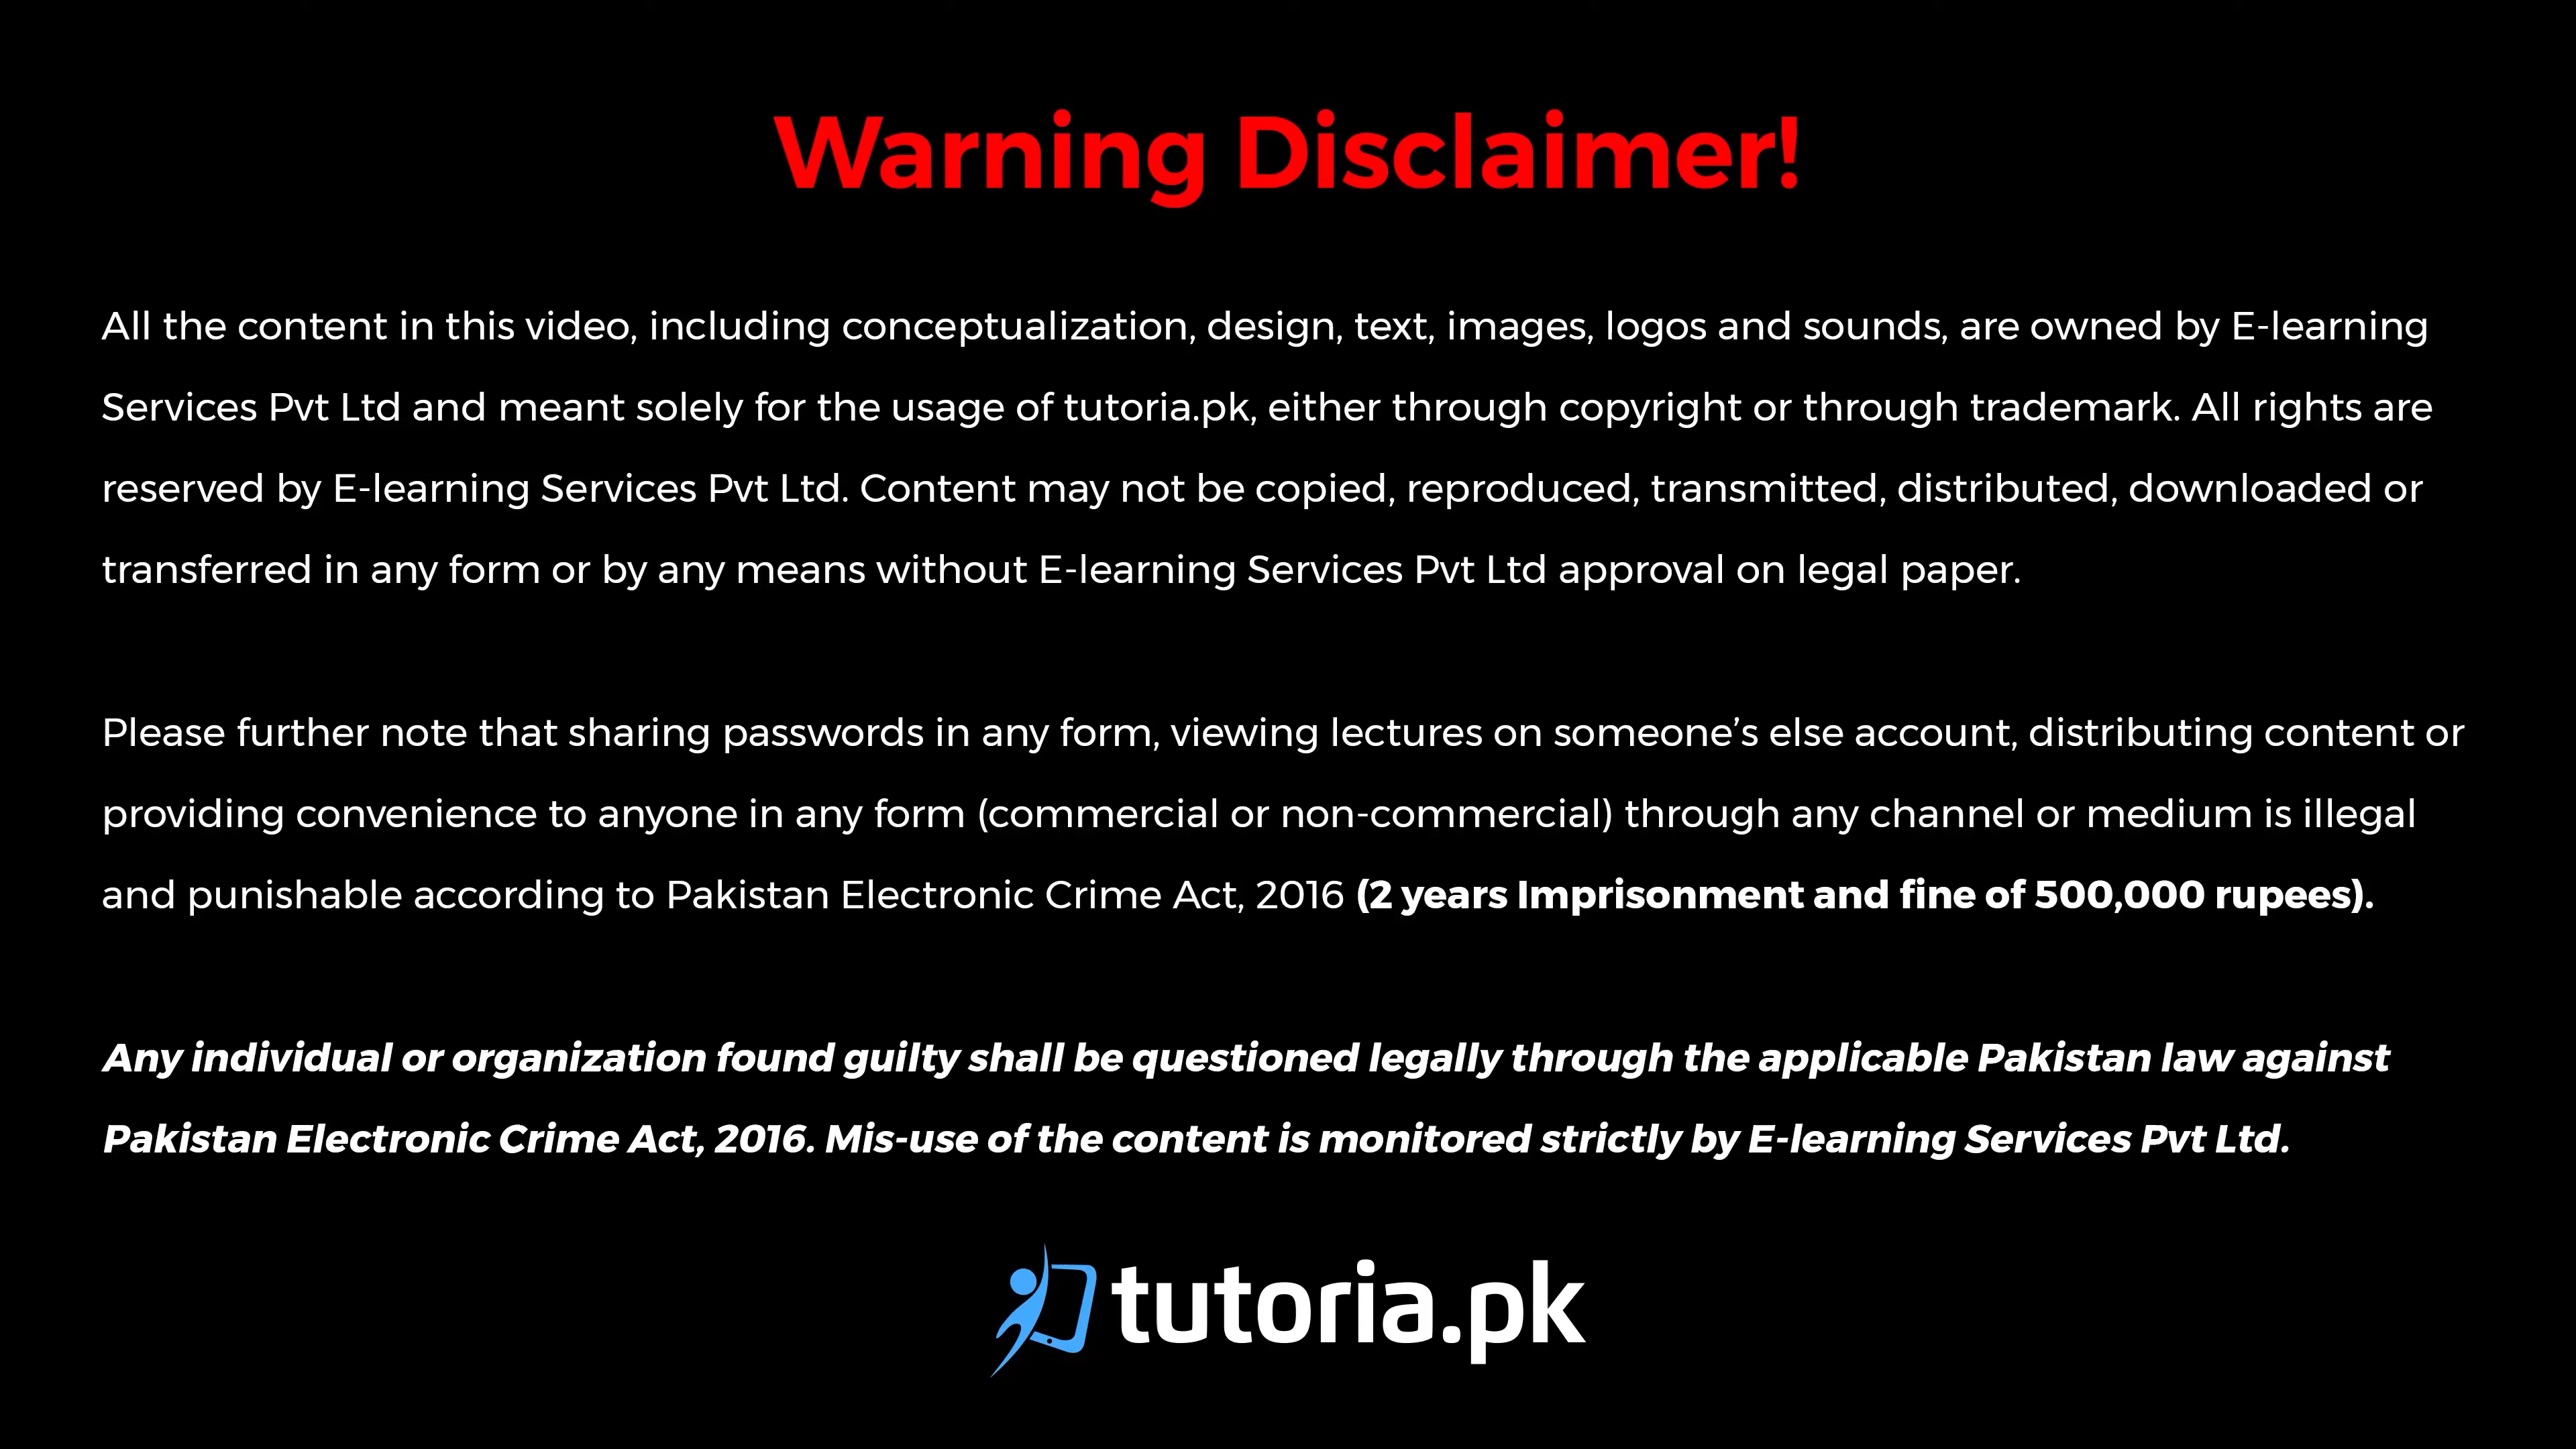 Warning Disclaimer!
All the content in this video, including conceptualization, design, text, images, logos and sounds, are owned by E-learning
Services Pvt Ltd and meant solely for the usage of tutoria.pk, either through copyright or through trademark. All rights are
reserved by E-learning Services Pvt Ltd. Content may not be copied, reproduced, transmitted, distributed, downloaded or
transferred in any form or by any means without E-learning Services Pvt Ltd approval on legal paper.
Please further note that sharing passwords in any form, viewing lectures on someone’s else account, distributing content or
providing convenience to anyone in any form (commercial or non-commercial) through any channel or medium is illegal
and punishable according to Pakistan Electronic Crime Act, 2016 (2 years Imprisonment and fine of 500,000 rupees).
Any individual or organization found guilty shall be questioned legally through the applicable Pakistan law against
Pakistan Electronic Crime Act, 2016. Mis-use of the content is monitored strictly by E-learning Services Pvt Ltd.
tutoria.pk